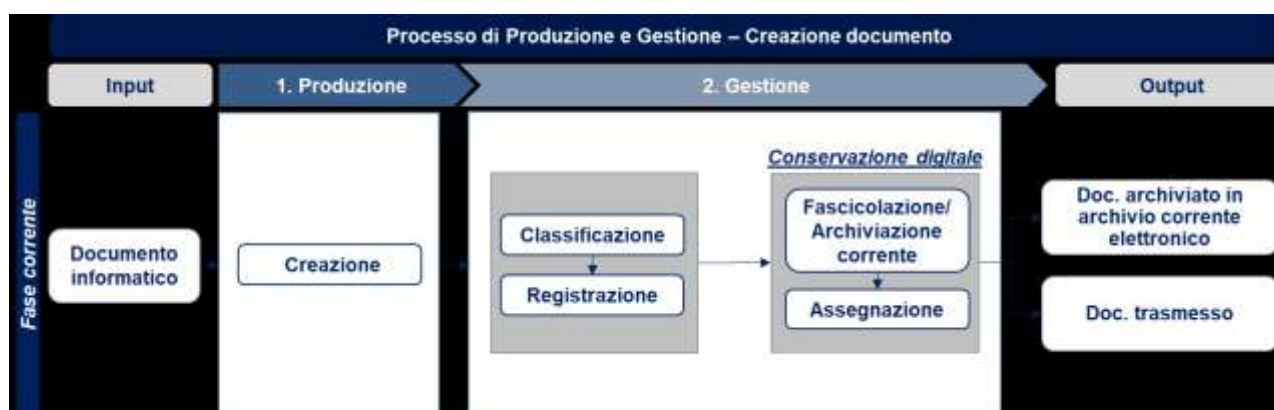 Processo di Produzione e Gestione – Creazione documento
Input
1. Produzione
2. Gestione
Output
Fase corrente
Documento
informatico
Creazione
Classificazione
Registrazione
Conservazione digitale
Fascicolazione/
Archiviazione
corrente
Assegnazione
Doc. archiviato in
archivio corrente
elettronico
Doc. trasmesso